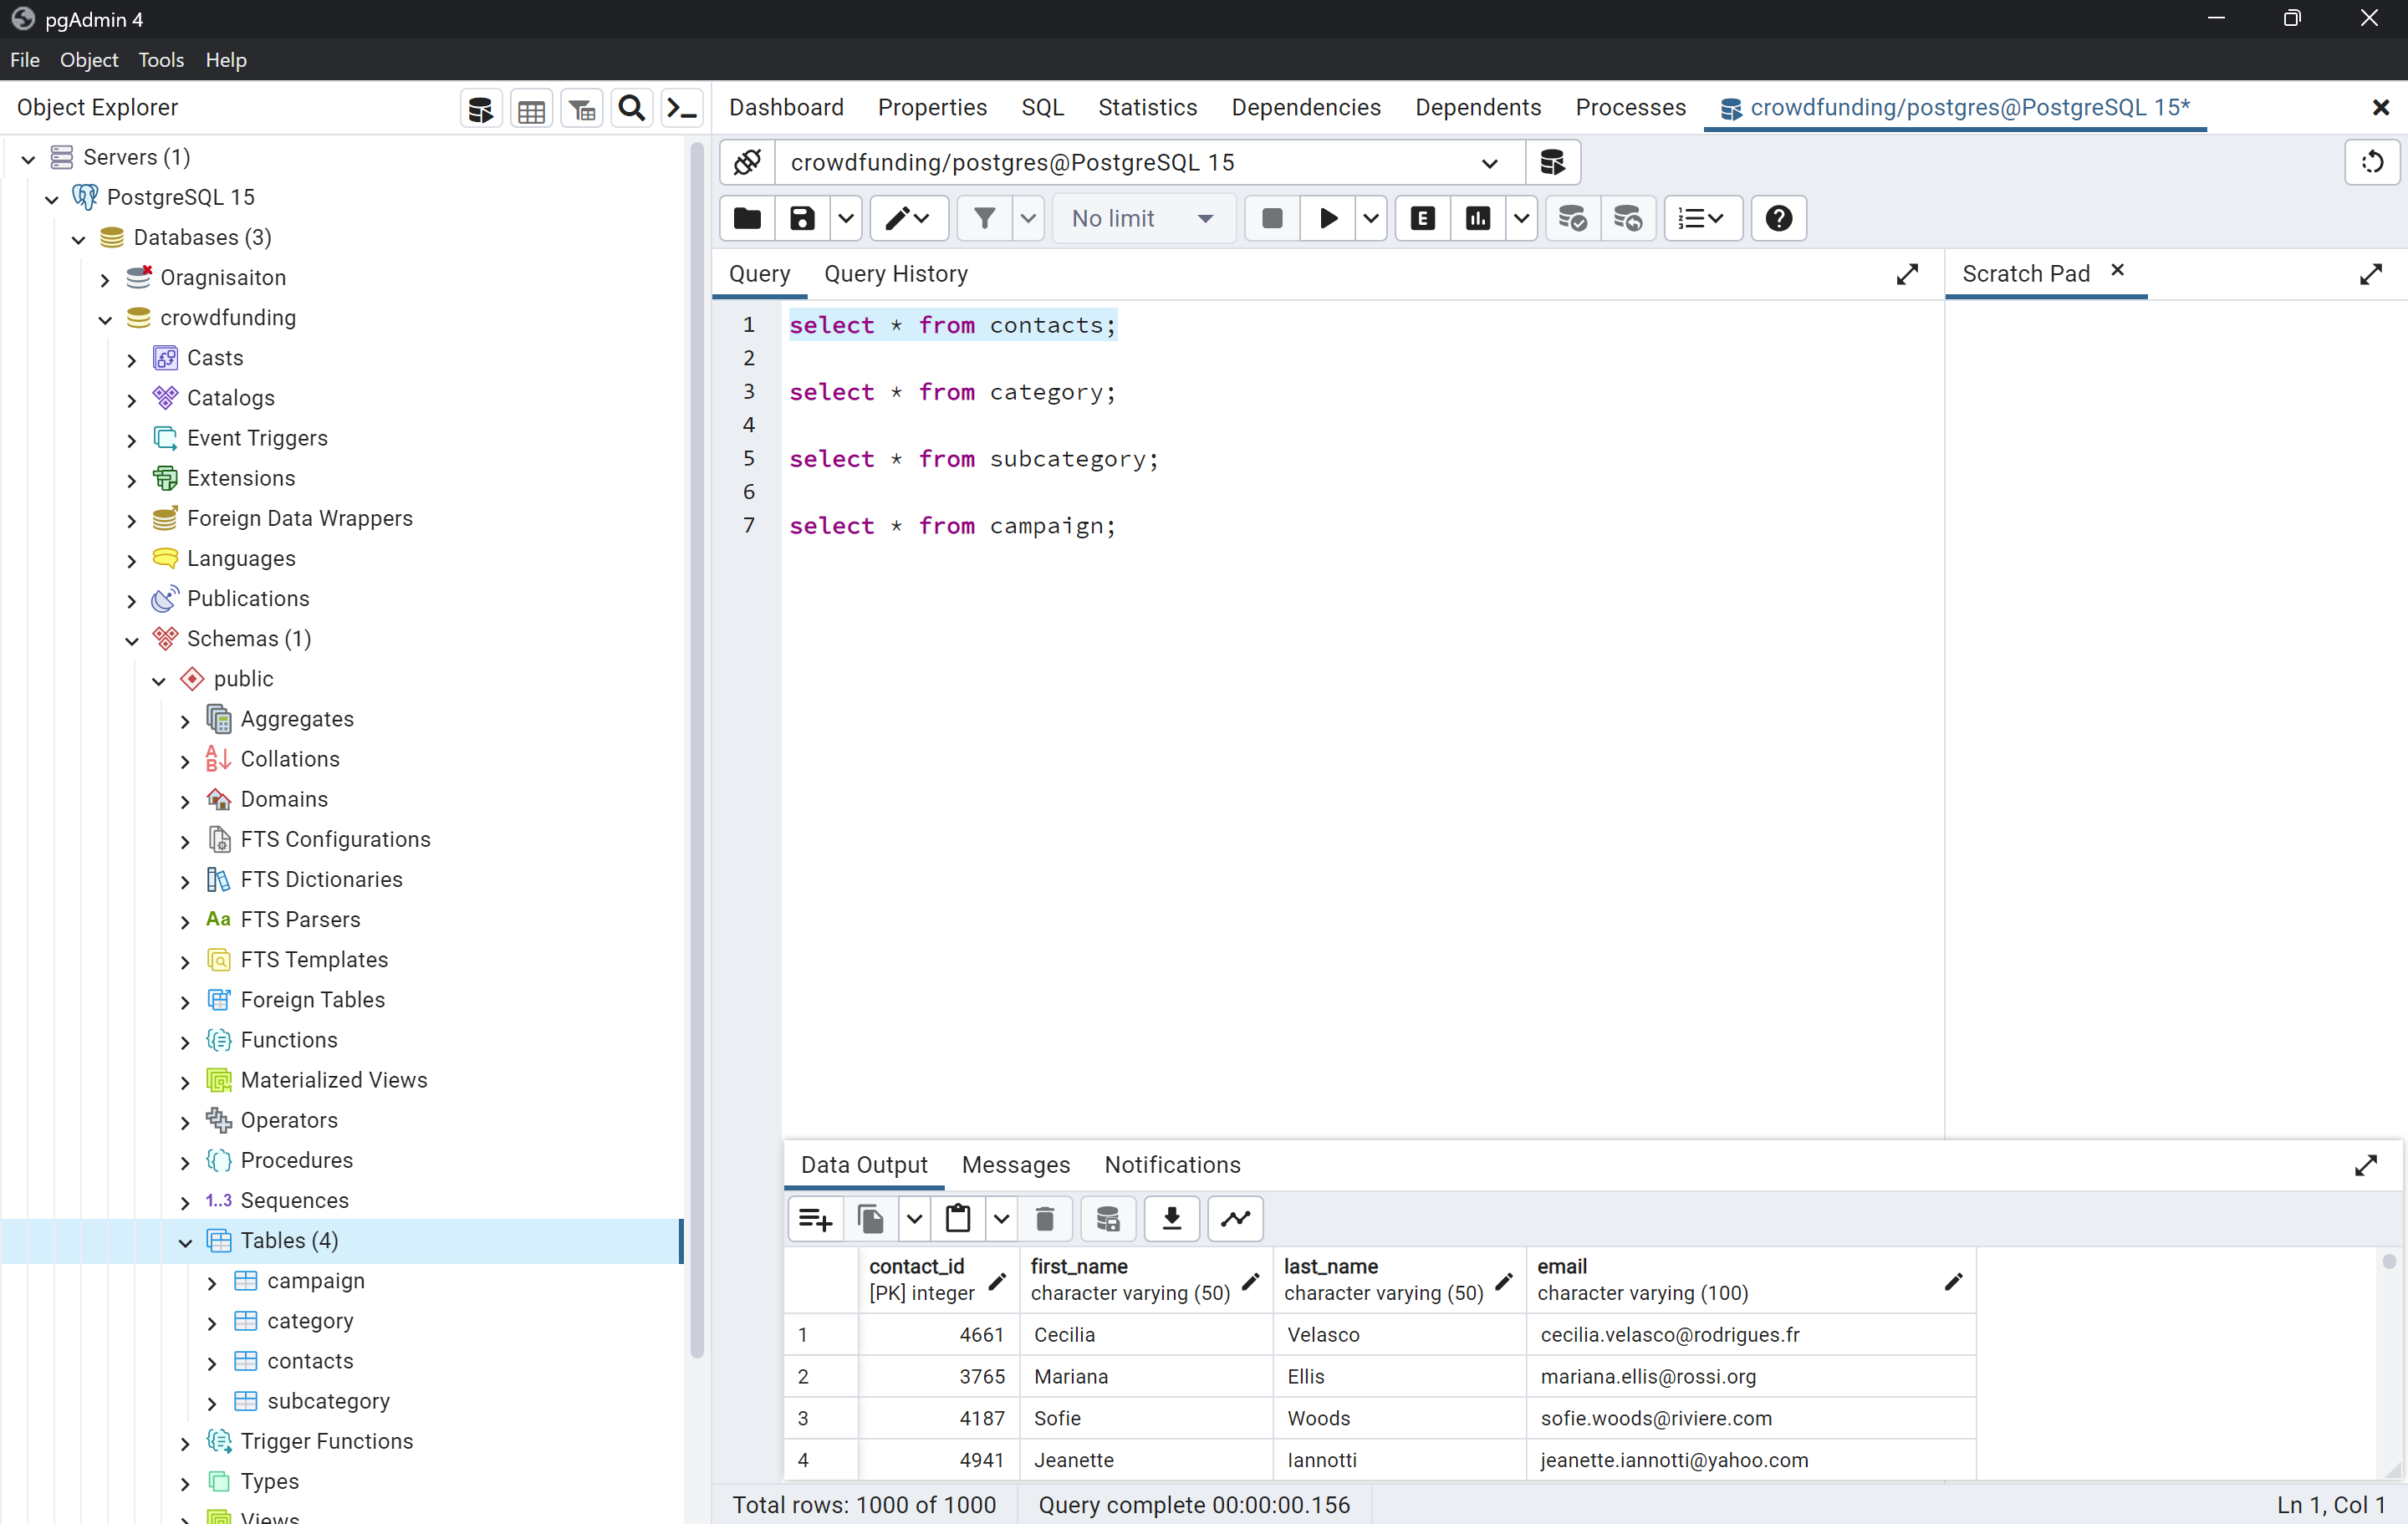 pgAdmin 4
File Object Tools Help
Object Explorer
Servers (1)
PostgreSQL 15
Databases (3)
Oragnisaiton
crowdfunding
Casts
Catalogs
Event Triggers
Extensions
Foreign Data Wrappers
Languages
Publications
Schemas (1)
public
Aggregates
Collations
Domains
FTS Configurations
FTS Dictionaries
Aa FTS Parsers
FTS Templates
Foreign Tables
Functions
Materialized Views
Operators
Procedures
1..3 Sequences
Tables (4)
campaign
category
contacts
subcategory
Trigger Functions
Types
Views
Dashboard Properties SQL Statistics Dependencies Dependents Processes crowdfunding/postgres@PostgreSQL 15*
crowdfunding/postgres@PostgreSQL 15
No limit
Query Query History
Scratch Pad
1 select * from contacts;
2
3 select * from category;
4
5 select * from subcategory;
6
7 select * from campaign;
Data Output Messages Notifications
contact_id first_name last_name email
[PK] integer character varying (50) character varying (50) character varying (100)
1 4661 Cecilia Velasco cecilia.velasco@rodrigues.fr
2 3765 Mariana Ellis mariana.ellis@rossi.org
3 4187 Sofie Woods sofie.woods@riviere.com
4 4941 Jeanette Iannotti jeanette.iannotti@yahoo.com
Total rows: 1000 of 1000 Query complete 00:00:00.156 Ln 1, Col 1